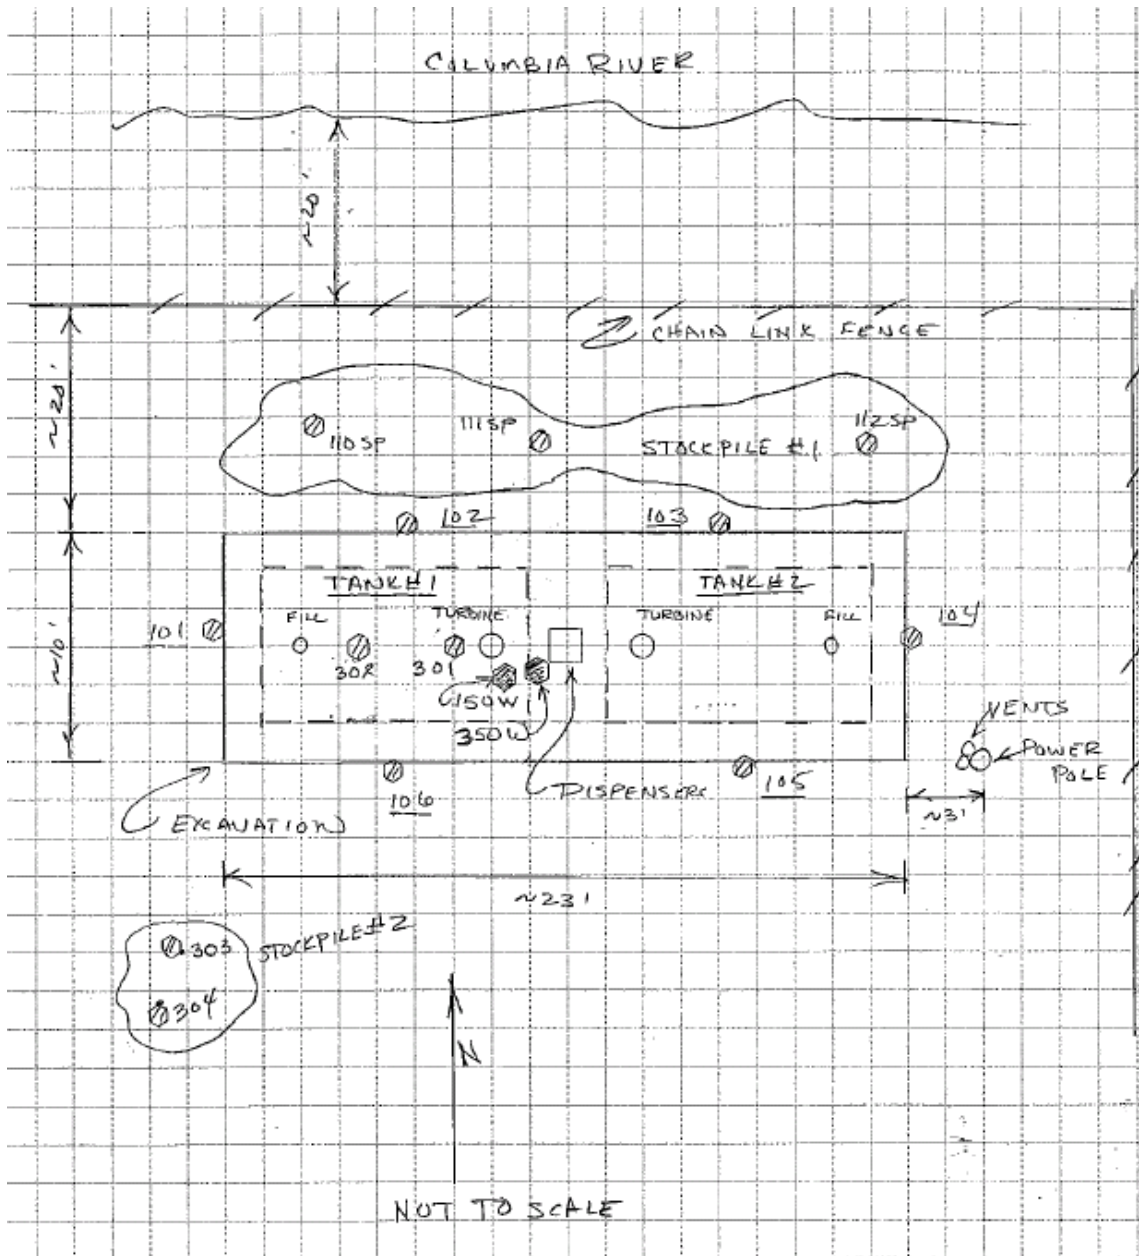 COLUMBIA RIVER
~20'
CHAIN LINK FENCE
~20'
110SP
111SP
112SP
STOCKPILE #1
102
103
TANK#1
TANK#2
FILL
TURBINE
TURBINE
FILL
101
104
302
301
150W
350W
~10'
VENTS
POWER
POLE
106
DISPENSERS
105
~3'
EXCAVATION
~23'
303
STOCKPILE#2
304
N
NOT TO SCALE